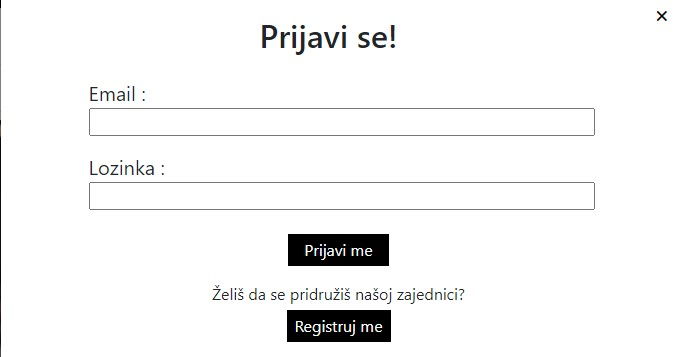 Prijavi se!
Email :
Lozinka :
Prijavi me
Želiš da se pridružiš našoj zajednici?
Registruj me